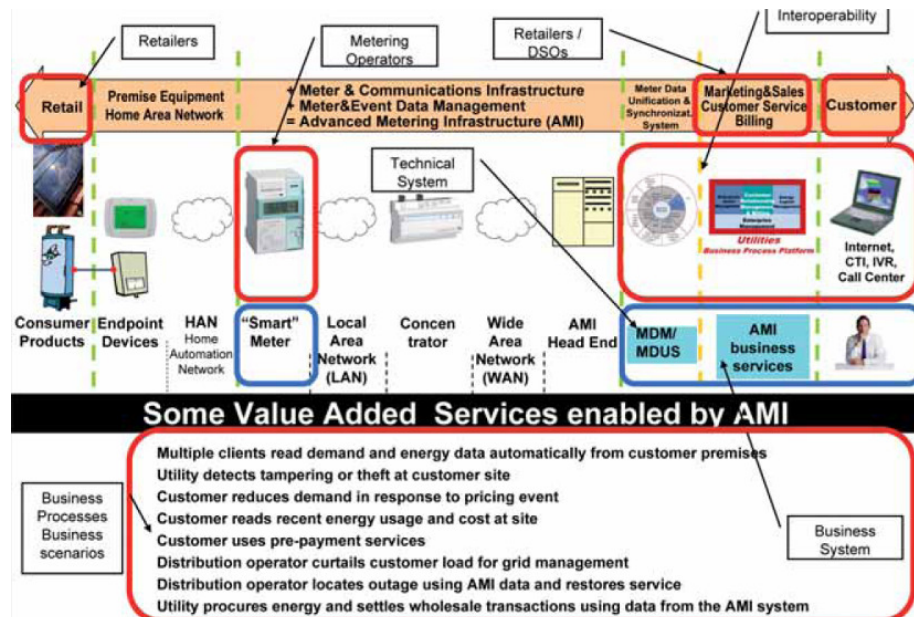 Interoperability
Retailers
Metering
Operators
Retailers /
DSOs
Retail
Premise Equipment
Home Area Network
+ Meter & Communications Infrastructure
+ Meter&Event Data Management
= Advanced Metering Infrastructure (AMI)
Meter Data
Unification &
Synchronizat.
System
Marketing&Sales
Customer Service
Billing
Customer
Technical
System
Customer
Enterprise
Management
Utilities
Business Process Platform
Internet,
CTI, IVR,
Call Center
Consumer
Products
Endpoint
Devices
HAN
Home
Automation
Network
“Smart”
Meter
Local
Area
Network
(LAN)
Concen
trator
Wide
Area
Network
(WAN)
AMI
Head End
MDM/
MDUS
AMI
business
services
Some Value Added Services enabled by AMI
Business
Processes
Business
scenarios
Multiple clients read demand and energy data automatically from customer premises
Utility detects tampering or theft at customer site
Customer reduces demand in response to pricing event
Customer reads recent energy usage and cost at site
Customer uses pre-payment services
Distribution operator curtails customer load for grid management
Distribution operator locates outage using AMI data and restores service
Utility procures energy and settles wholesale transactions using data from the AMI system
Business
System